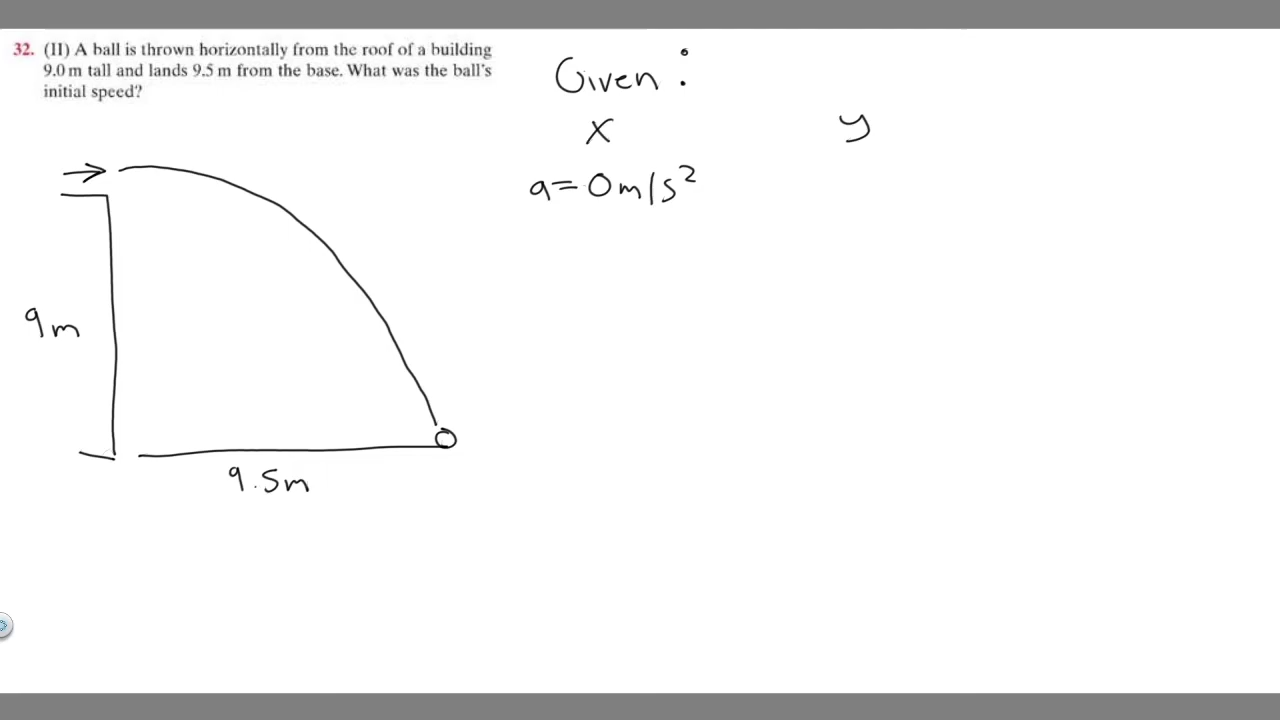 32. (II) A ball is thrown horizontally from the roof of a building
9.0 m tall and lands 9.5 m from the base. What was the ball's
initial speed?
Given :
x y
a = 0 m/s²
9m
9.5m